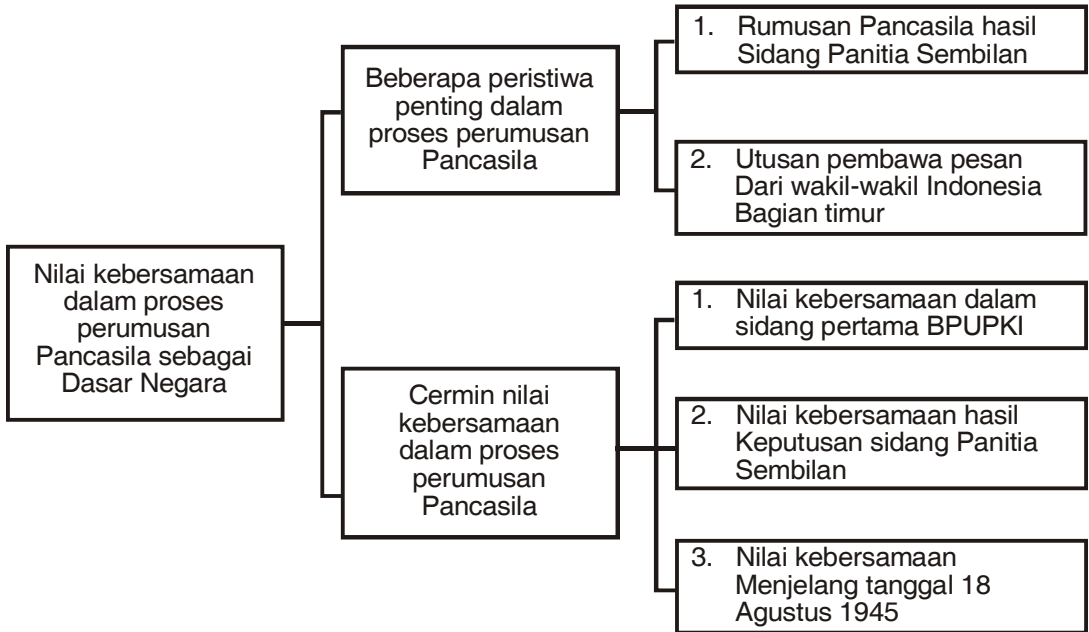 Nilai kebersamaan
dalam proses
perumusan
Pancasila sebagai
Dasar Negara
Beberapa peristiwa
penting dalam
proses perumusan
Pancasila
1. Rumusan Pancasila hasil
Sidang Panitia Sembilan
2. Utusan pembawa pesan
Dari wakil-wakil Indonesia
Bagian timur
Cermin nilai
kebersamaan
dalam proses
perumusan
Pancasila
1. Nilai kebersamaan dalam
sidang pertama BPUPKI
2. Nilai kebersamaan hasil
Keputusan sidang Panitia
Sembilan
3. Nilai kebersamaan
Menjelang tanggal 18
Agustus 1945